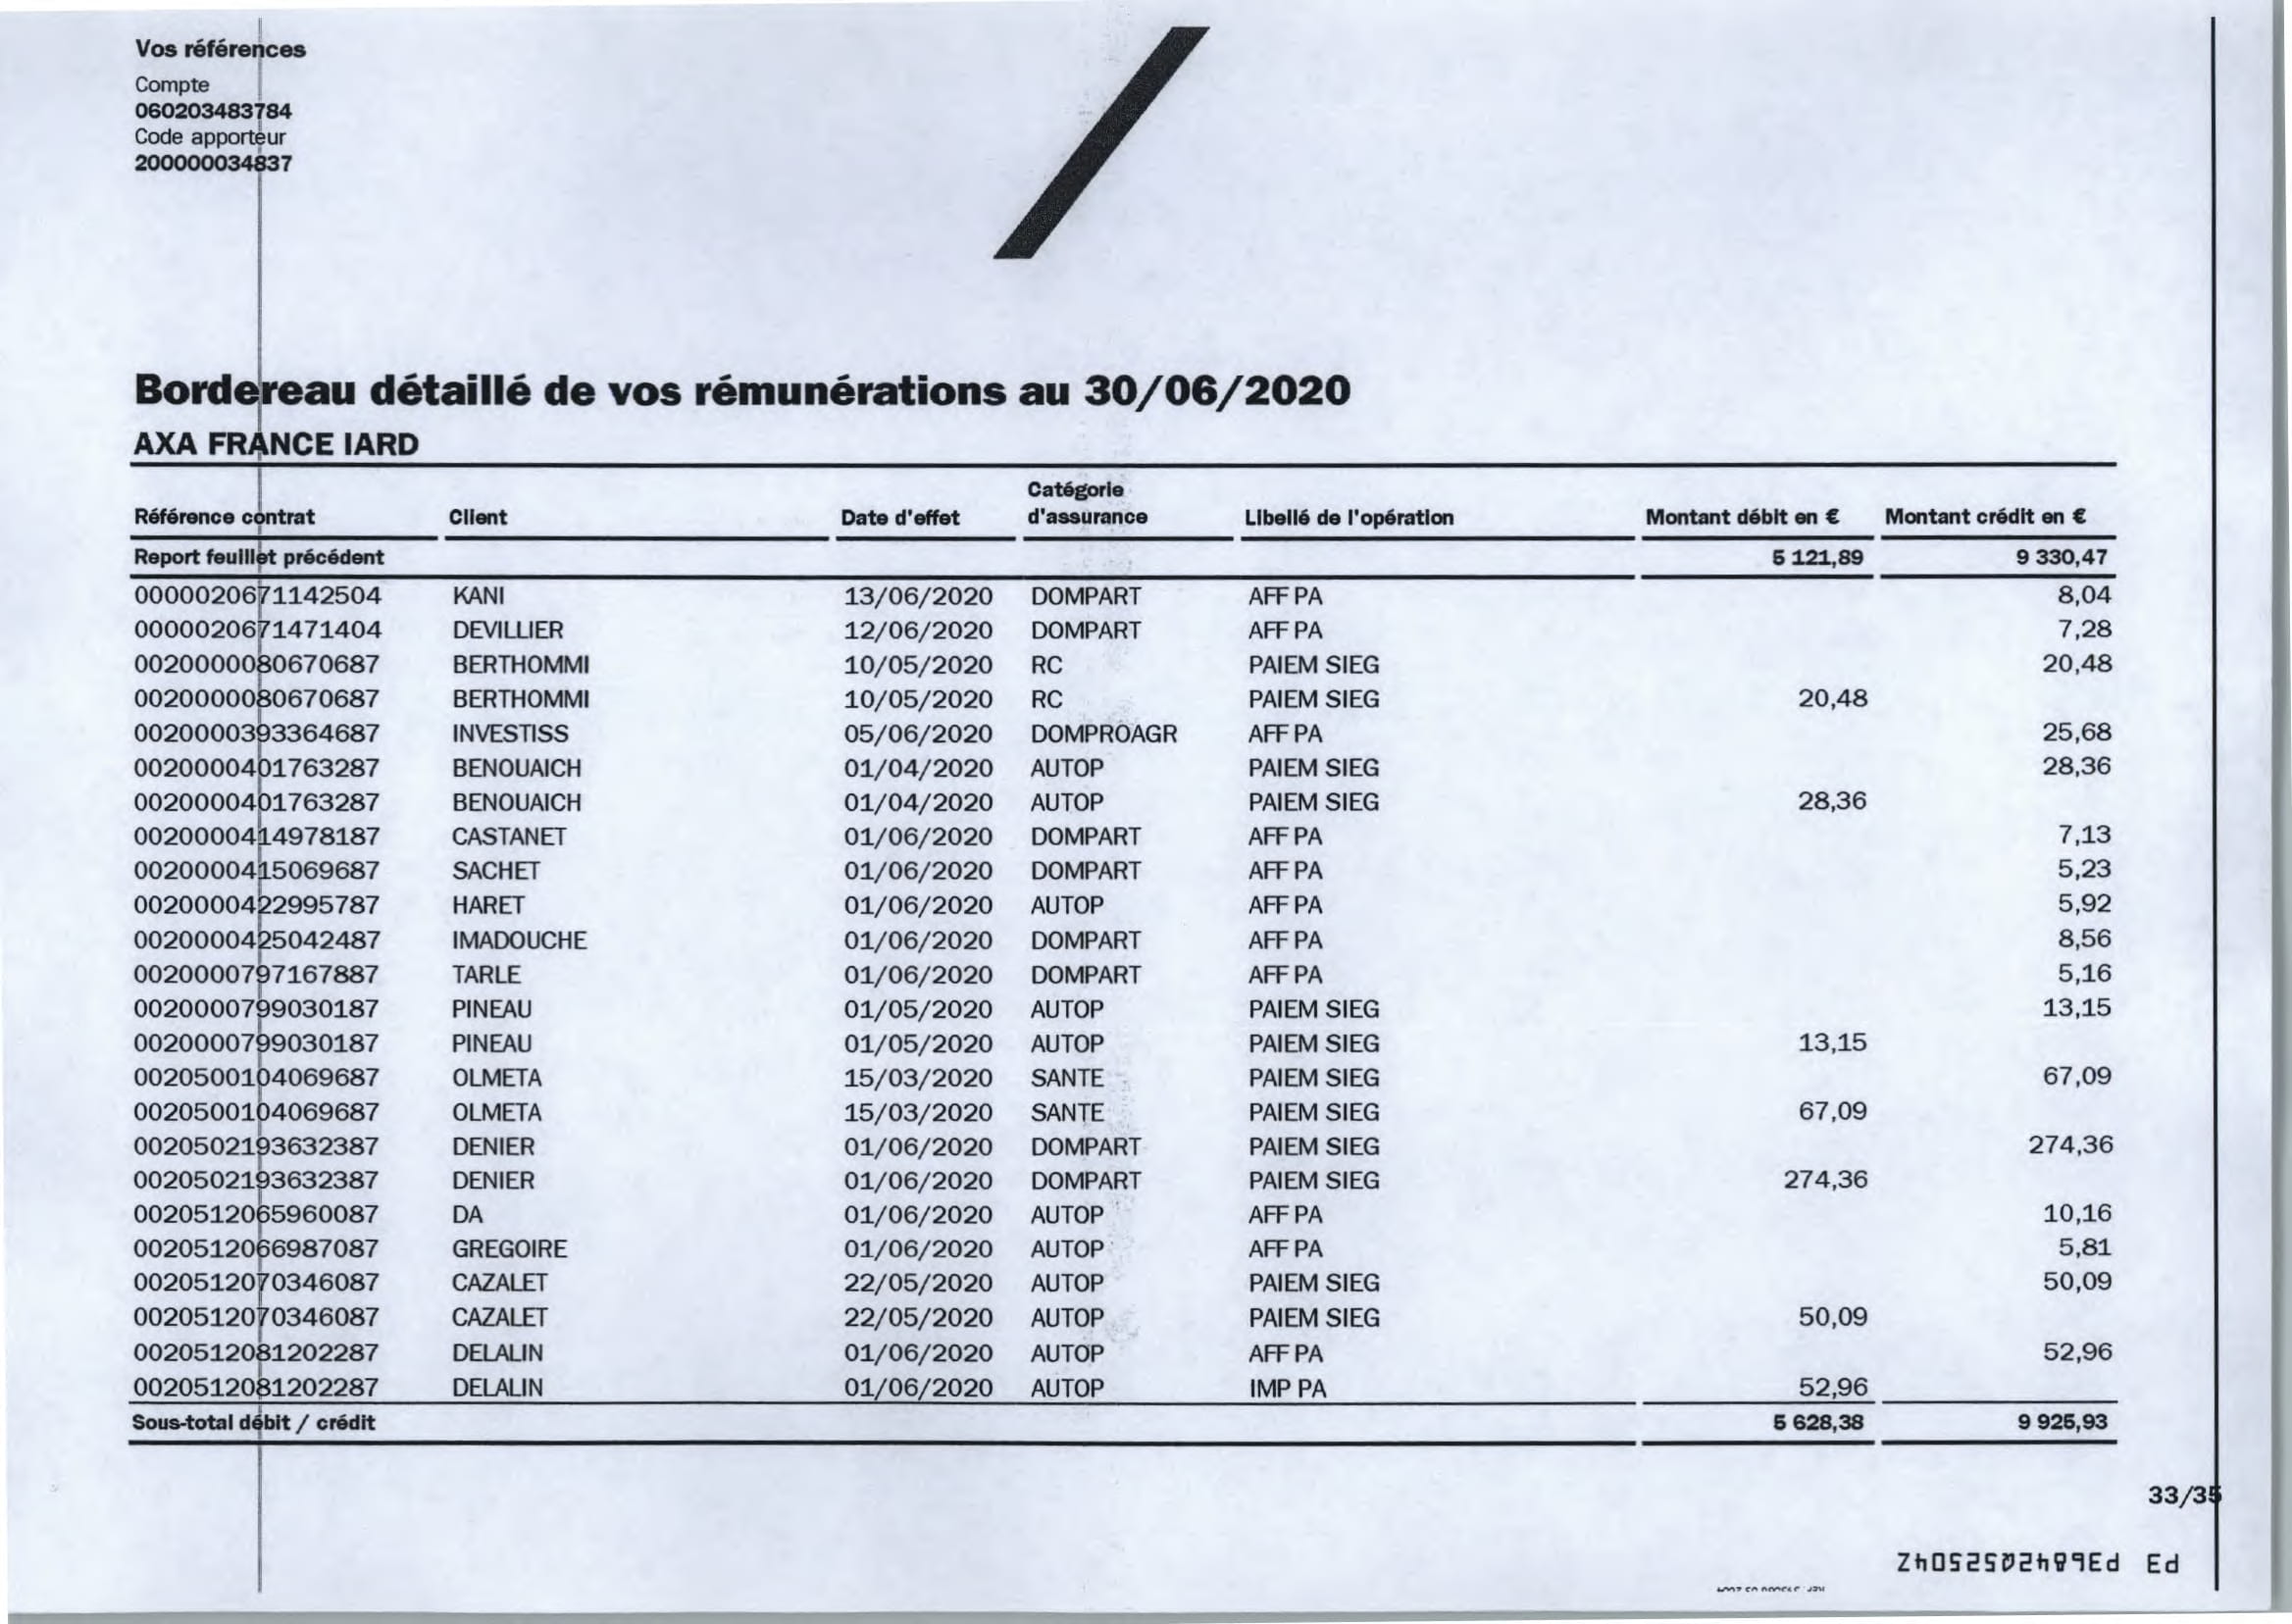 Vos références
Compte
060203483784
Code apporteur
200000034837
Bordereau détaillé de vos rémunérations au 30/06/2020
AXA FRANCE IARD
Référence contrat Client Date d'effet Catégorie d'assurance Libellé de l'opération Montant débit en € Montant crédit en €
Report feuillet précédent 5 121,89 9 330,47
0000020671142504 KANI 13/06/2020 DOMPART AFF PA 8,04
0000020671471404 DEVILLIER 12/06/2020 DOMPART AFF PA 7,28
0020000080670687 BERTHOMMI 10/05/2020 RC PAIEM SIEG 20,48
0020000080670687 BERTHOMMI 10/05/2020 RC PAIEM SIEG 20,48
0020000393364687 INVESTISS 05/06/2020 DOMPROAGR AFF PA 25,68
0020000401763287 BENOUAICH 01/04/2020 AUTOP PAIEM SIEG 28,36
0020000401763287 BENOUAICH 01/04/2020 AUTOP PAIEM SIEG 28,36
0020000414978187 CASTANET 01/06/2020 DOMPART AFF PA 7,13
0020000415069687 SACHET 01/06/2020 DOMPART AFF PA 5,23
0020000422995787 HARET 01/06/2020 AUTOP AFF PA 5,92
0020000425042487 IMADOUCHE 01/06/2020 DOMPART AFF PA 8,56
0020000797167887 TARLE 01/06/2020 DOMPART AFF PA 5,16
0020000799030187 PINEAU 01/05/2020 AUTOP PAIEM SIEG 13,15
0020000799030187 PINEAU 01/05/2020 AUTOP PAIEM SIEG 13,15
0020500104069687 OLMETA 15/03/2020 SANTE PAIEM SIEG 67,09
0020500104069687 OLMETA 15/03/2020 SANTE PAIEM SIEG 67,09
0020502193632387 DENIER 01/06/2020 DOMPART PAIEM SIEG 274,36
0020502193632387 DENIER 01/06/2020 DOMPART PAIEM SIEG 274,36
0020512065960087 DA 01/06/2020 AUTOP AFF PA 10,16
0020512066987087 GREGOIRE 01/06/2020 AUTOP AFF PA 5,81
0020512070346087 CAZALET 22/05/2020 AUTOP PAIEM SIEG 50,09
0020512070346087 CAZALET 22/05/2020 AUTOP PAIEM SIEG 50,09
0020512081202287 DELALIN 01/06/2020 AUTOP AFF PA 52,96
0020512081202287 DELALIN 01/06/2020 AUTOP IMP PA 52,96
Sous-total débit / crédit 5 628,38 9 925,93
33/35